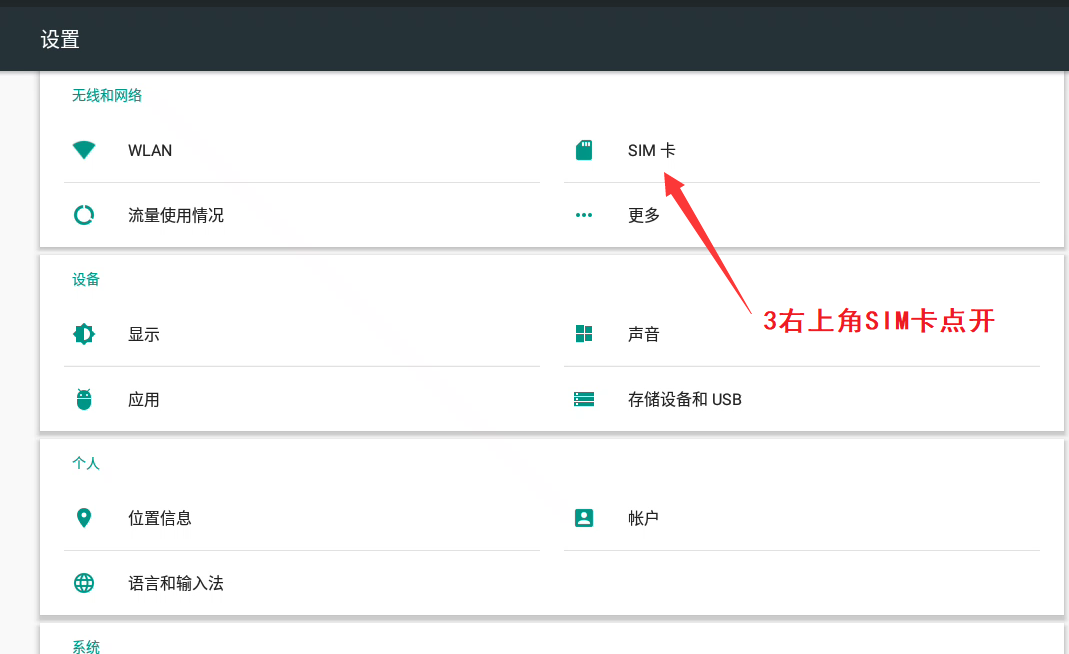 设置
无线和网络
WLAN
SIM 卡
流量使用情况
更多
设备
显示
声音
3右上角SIM卡点开
应用
存储设备和 USB
个人
位置信息
帐户
语言和输入法
系统